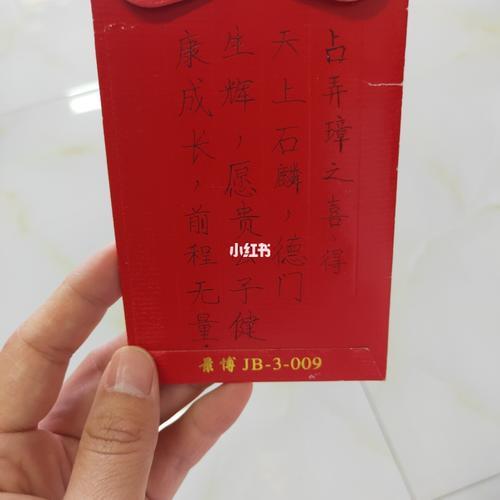 占弄璋之喜,得
天上石麟,德门
生辉,愿贵公子健
康成长,前程无量.
小红书
景博 JB-3-009